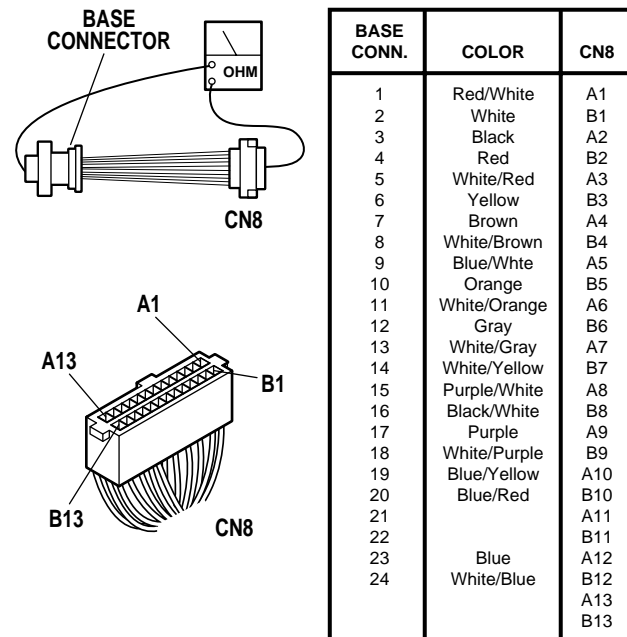 BASE
CONNECTOR
OHM
CN8
A1
A13
B1
B13
CN8
BASE
CONN. COLOR CN8
1 Red/White A1
2 White B1
3 Black A2
4 Red B2
5 White/Red A3
6 Yellow B3
7 Brown A4
8 White/Brown B4
9 Blue/Whte A5
10 Orange B5
11 White/Orange A6
12 Gray B6
13 White/Gray A7
14 White/Yellow B7
15 Purple/White A8
16 Black/White B8
17 Purple A9
18 White/Purple B9
19 Blue/Yellow A10
20 Blue/Red B10
21 A11
22 B11
23 Blue A12
24 White/Blue B12
A13
B13